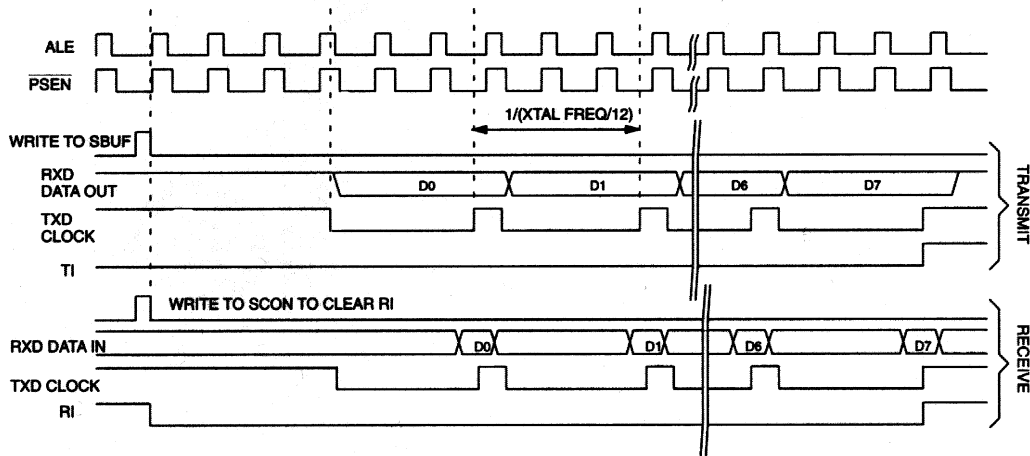 ALE
PSEN
1/(XTAL FREQ/12)
WRITE TO SBUF
RXD
DATA OUT
D0
D1
D6
D7
TXD
CLOCK
TI
TRANSMIT
WRITE TO SCON TO CLEAR RI
RXD DATA IN
D0
D1
D6
D7
TXD CLOCK
RI
RECEIVE